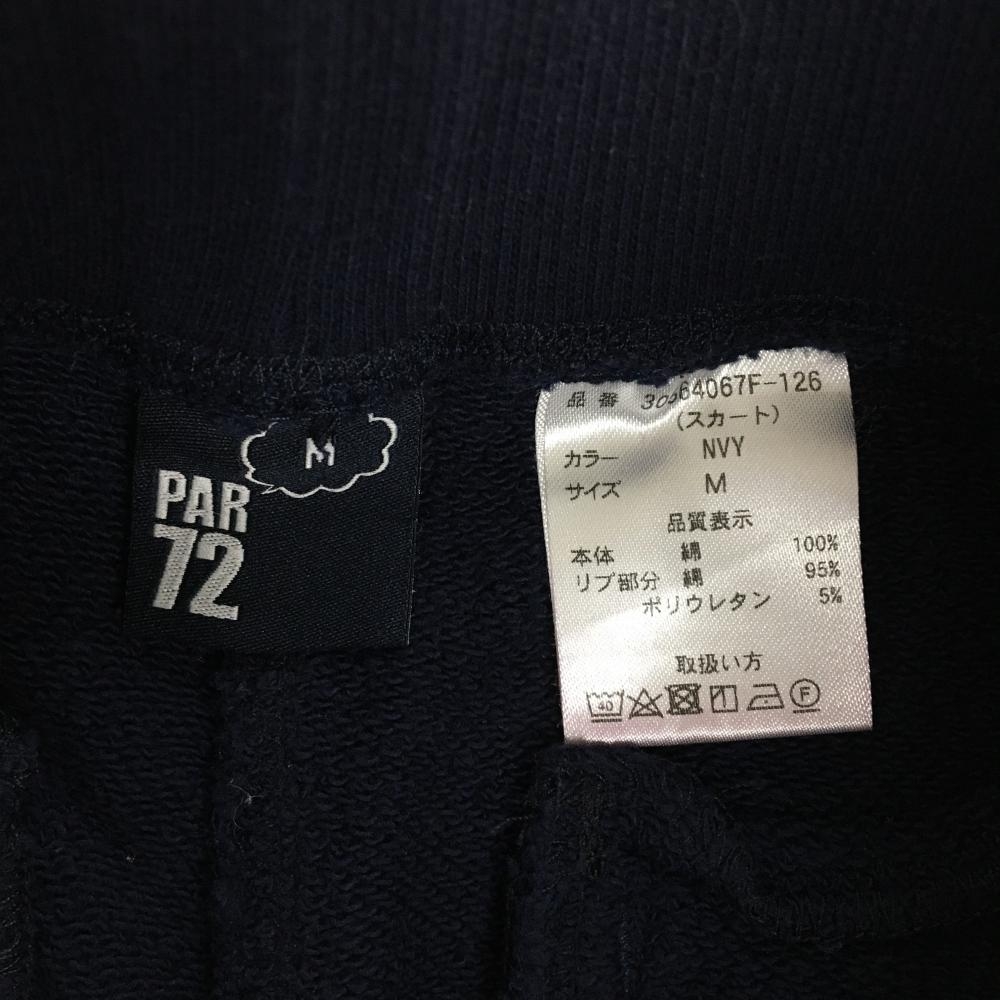 M
PAR
72
品番 64067F-126
(スカート)
カラー NVY
サイズ M
品質表示
本体 綿 100%
リブ部分 綿 95%
ポリウレタン 5%
取扱い方
40 F